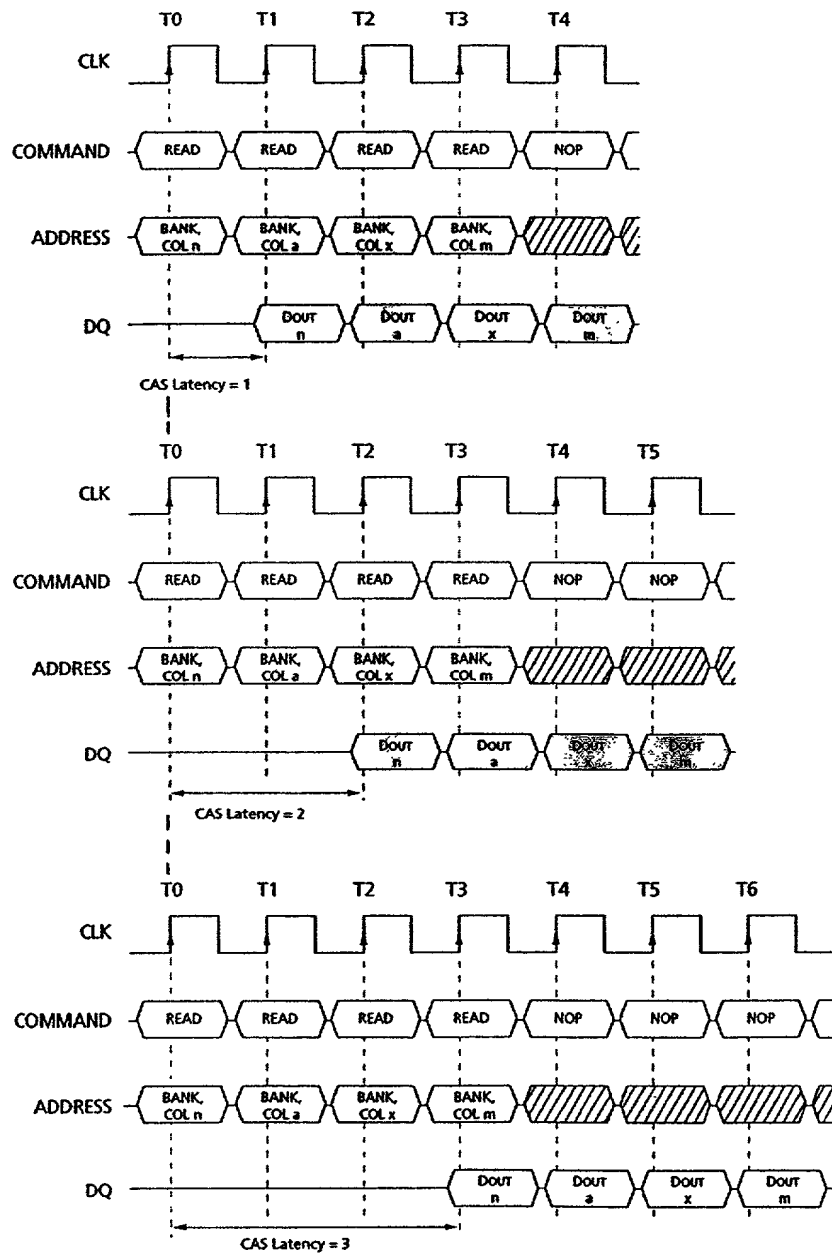 T0 T1 T2 T3 T4
CLK
COMMAND READ READ READ READ NOP
ADDRESS BANK, COL n BANK, COL a BANK, COL x BANK, COL m
DQ DOUT n DOUT a DOUT x DOUT m
CAS Latency = 1
T0 T1 T2 T3 T4 T5
CLK
COMMAND READ READ READ READ NOP NOP
ADDRESS BANK, COL n BANK, COL a BANK, COL x BANK, COL m
DQ DOUT n DOUT a DOUT x DOUT m
CAS Latency = 2
T0 T1 T2 T3 T4 T5 T6
CLK
COMMAND READ READ READ READ NOP NOP NOP
ADDRESS BANK, COL n BANK, COL a BANK, COL x BANK, COL m
DQ DOUT n DOUT a DOUT x DOUT m
CAS Latency = 3